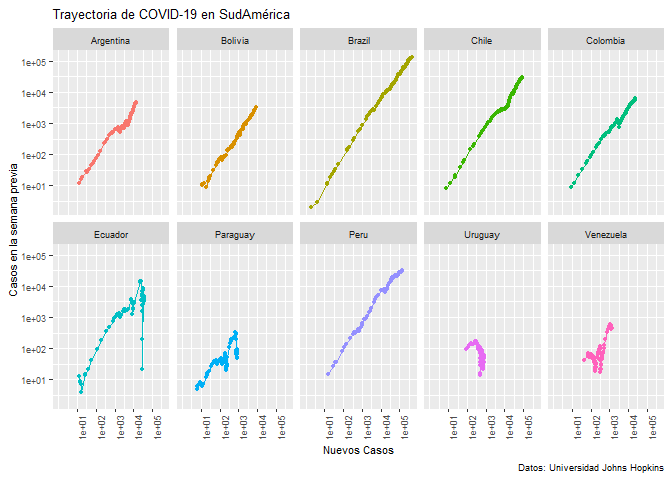 Trayectoria de COVID-19 en SudAmérica
Argentina
Bolivia
Brazil
Chile
Colombia
1e+05
1e+04
1e+03
1e+02
1e+01
Ecuador
Paraguay
Peru
Uruguay
Venezuela
1e+05
1e+04
1e+03
1e+02
1e+01
Casos en la semana previa
1e+01
1e+02
1e+03
1e+04
1e+05
1e+01
1e+02
1e+03
1e+04
1e+05
1e+01
1e+02
1e+03
1e+04
1e+05
1e+01
1e+02
1e+03
1e+04
1e+05
1e+01
1e+02
1e+03
1e+04
1e+05
Nuevos Casos
Datos: Universidad Johns Hopkins